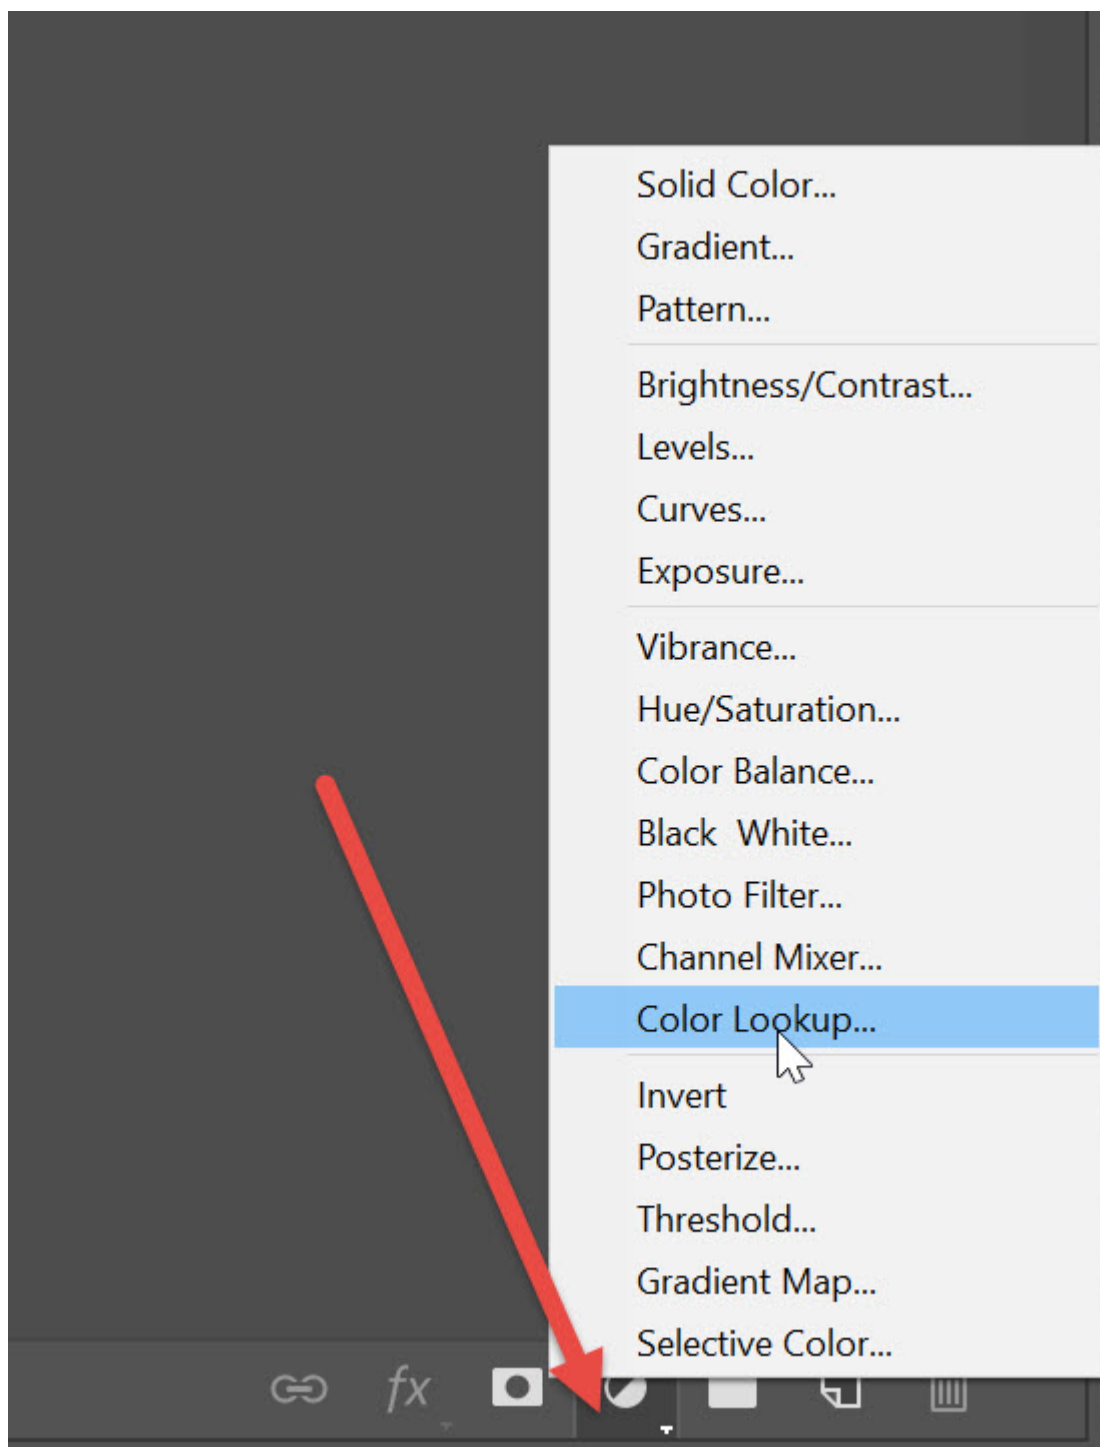 Solid Color...
Gradient...
Pattern...
Brightness/Contrast...
Levels...
Curves...
Exposure...
Vibrance...
Hue/Saturation...
Color Balance...
Black  White...
Photo Filter...
Channel Mixer...
Color Lookup...
Invert
Posterize...
Threshold...
Gradient Map...
Selective Color...
fx